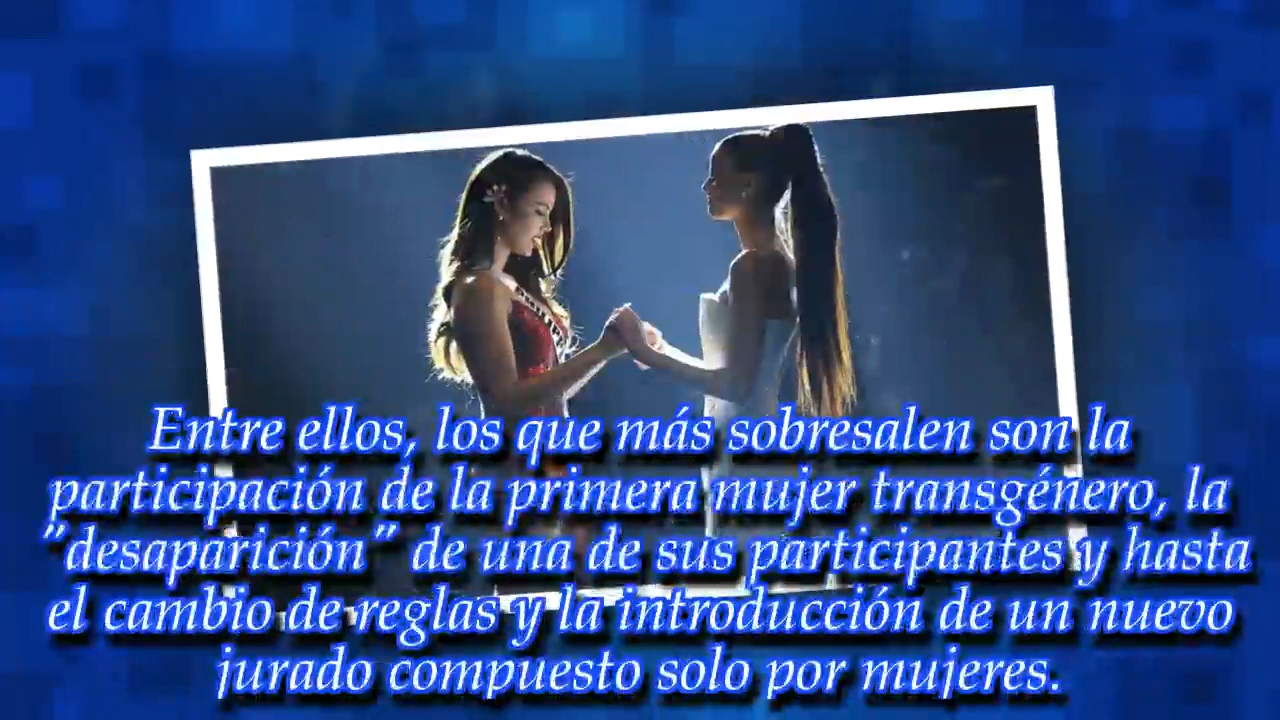 Entre ellos, los que más sobresalen son la
participación de la primera mujer transgénero, la
"desaparición" de una de sus participantes y hasta
el cambio de reglas y la introducción de un nuevo
jurado compuesto solo por mujeres.